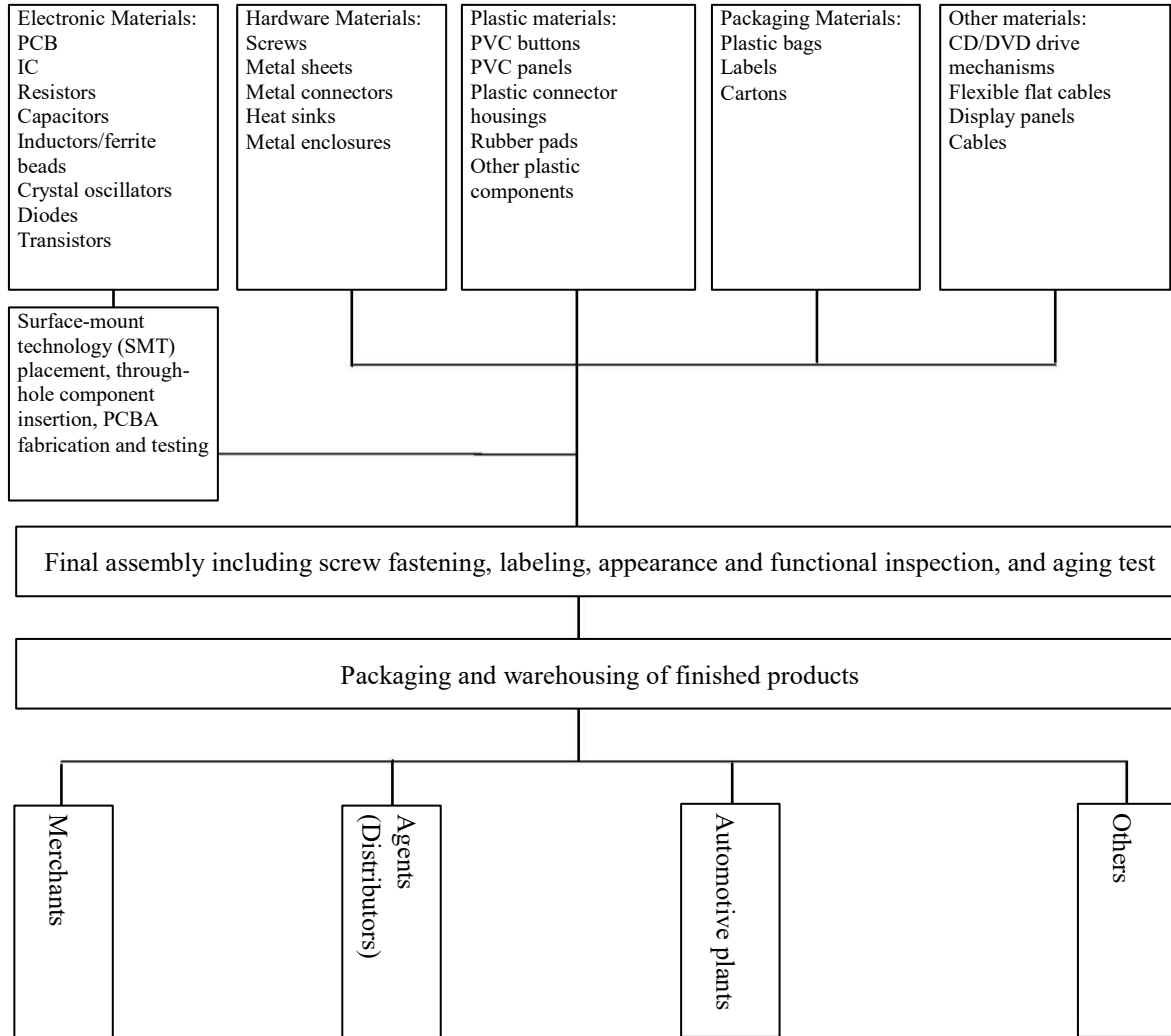 Electronic Materials:
PCB
IC
Resistors
Capacitors
Inductors/ferrite
beads
Crystal oscillators
Diodes
Transistors
Hardware Materials:
Screws
Metal sheets
Metal connectors
Heat sinks
Metal enclosures
Plastic materials:
PVC buttons
PVC panels
Plastic connector
housings
Rubber pads
Other plastic
components
Packaging Materials:
Plastic bags
Labels
Cartons
Other materials:
CD/DVD drive
mechanisms
Flexible flat cables
Display panels
Cables
Surface-mount
technology (SMT)
placement, through-
hole component
insertion, PCBA
fabrication and testing
Final assembly including screw fastening, labeling, appearance and functional inspection, and aging test
Packaging and warehousing of finished products
Merchants
Agents
(Distributors)
Automotive plants
Others